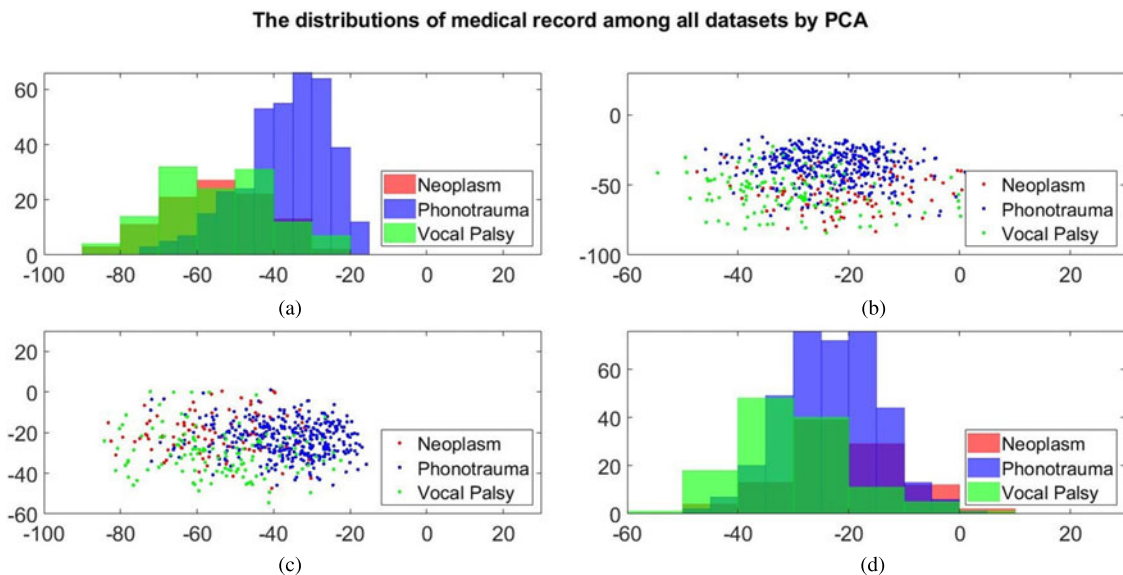 The distributions of medical record among all datasets by PCA
60
40
20
0
-100 -80 -60 -40 -20 0 20
Neoplasm
Phonotrauma
Vocal Palsy
(a)
0
-50
-100
-60 -40 -20 0 20
Neoplasm
Phonotrauma
Vocal Palsy
(b)
20
0
-20
-40
-60
-100 -80 -60 -40 -20 0 20
Neoplasm
Phonotrauma
Vocal Palsy
(c)
60
40
20
0
-60 -40 -20 0 20
Neoplasm
Phonotrauma
Vocal Palsy
(d)